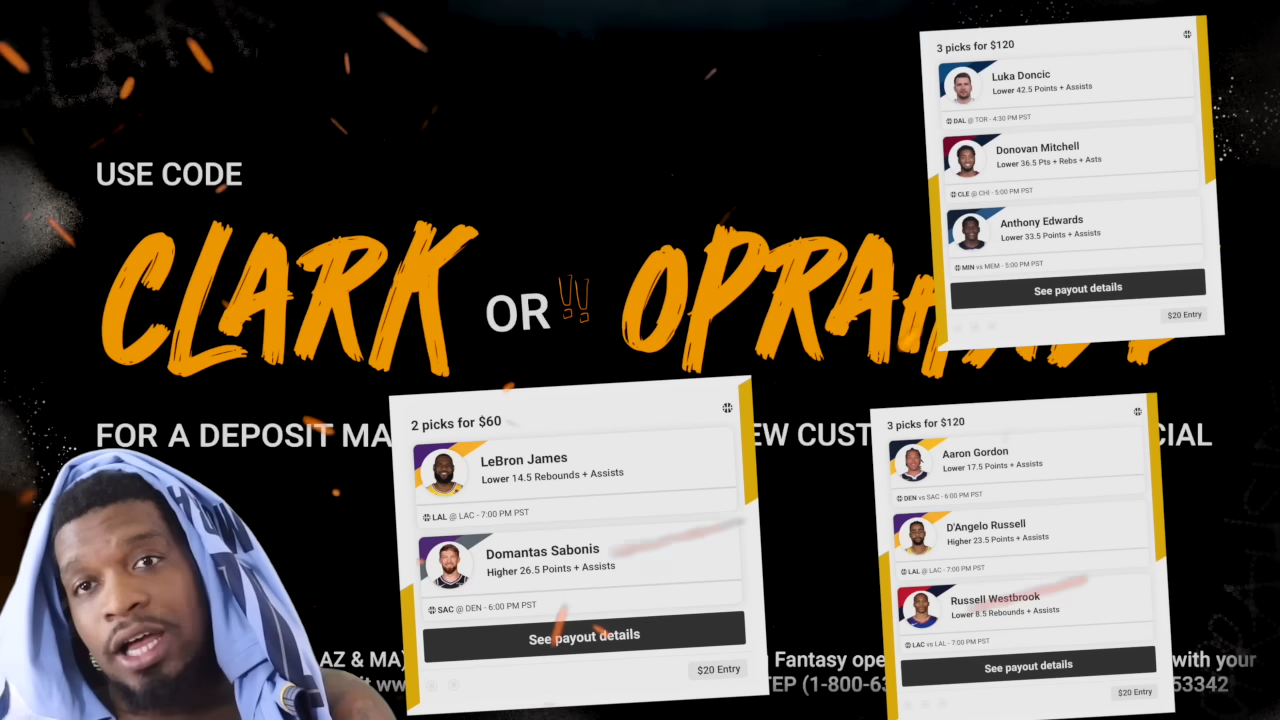 USE CODE
CLARK OR !! OPRAH
FOR A DEPOSIT
CIAL
AZ & MA)
Fantasy
with your
(1-800-
53342
3 picks for $120
Luka Doncic
Lower 42.5 Points + Assists
DAL @ TOR - 4:30 PM PST
Donovan Mitchell
Lower 36.5 Pts + Rebs + Asts
CLE @ CHI - 5:00 PM PST
Anthony Edwards
Lower 33.5 Points + Assists
MIN vs MEM - 5:00 PM PST
See payout details
$20 Entry
2 picks for $60
LeBron James
Lower 14.5 Rebounds + Assists
LAL @ LAC - 7:00 PM PST
Domantas Sabonis
Higher 26.5 Points + Assists
SAC @ DEN - 6:00 PM PST
See payout details
$20 Entry
3 picks for $120
Aaron Gordon
Lower 17.5 Points + Assists
DEN vs SAC - 6:00 PM PST
D'Angelo Russell
Higher 23.5 Points + Assists
LAL @ LAC - 7:00 PM PST
Russell Westbrook
Lower 8.5 Rebounds + Assists
LAC vs LAL - 7:00 PM PST
See payout details
$20 Entry